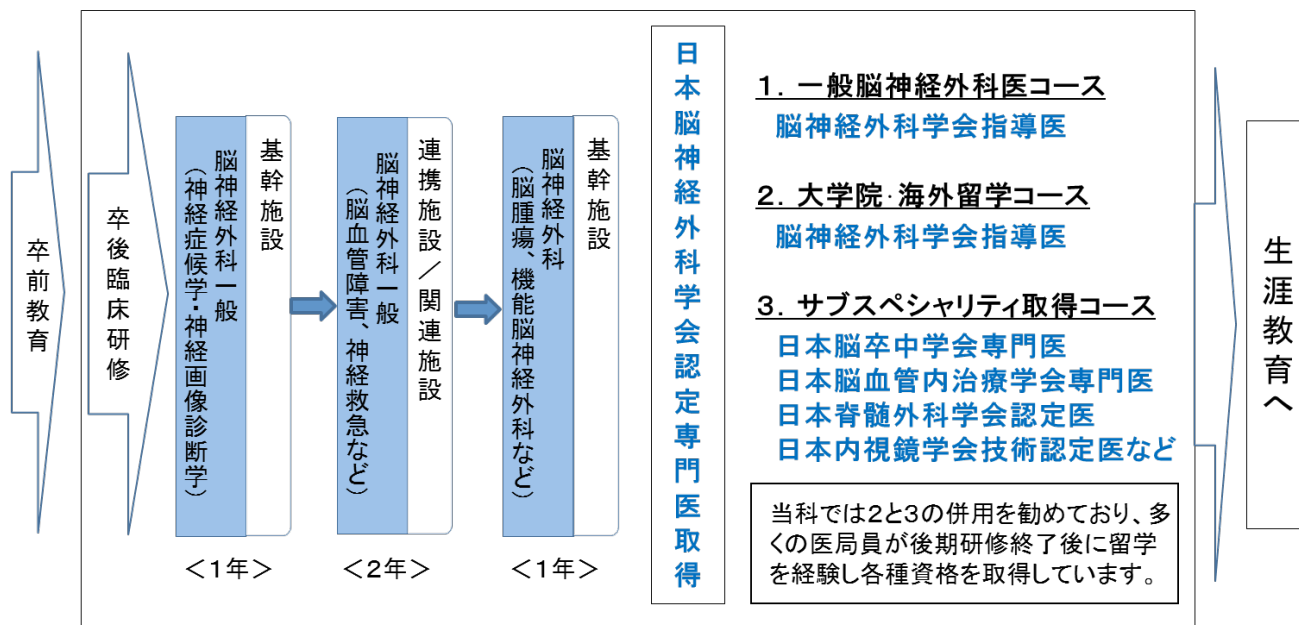 卒前教育
卒後臨床研修
脳神経外科一般
（神経症候学・神経画像診断学）
基幹施設
＜1年＞
脳神経外科一般
（脳血管障害、神経救急など）
連携施設／関連施設
＜2年＞
脳神経外科
（脳腫瘍、機能脳神経外科など）
基幹施設
＜1年＞
日本脳神経外科学会認定専門医取得
1．一般脳神経外科医コース
脳神経外科学会指導医
2．大学院・海外留学コース
脳神経外科学会指導医
3．サブスペシャリティ取得コース
日本脳卒中学会専門医
日本脳血管内治療学会専門医
日本脊髄外科学会認定医
日本内視鏡学会技術認定医など
当科では2と3の併用を勧めており、多
くの医局員が後期研修終了後に留学
を経験し各種資格を取得しています。
生涯教育へ